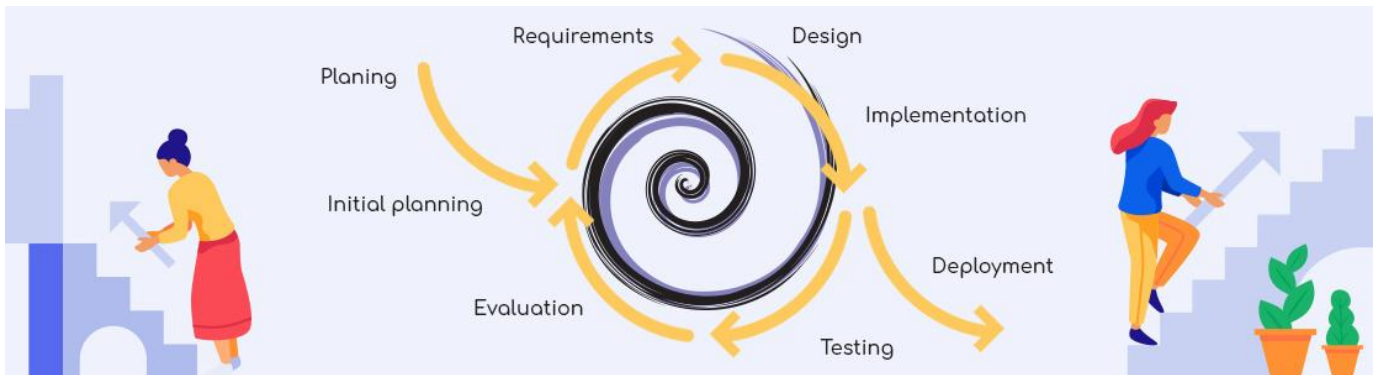 Requirements
Design
Planing
Implementation
Initial planning
Deployment
Evaluation
Testing